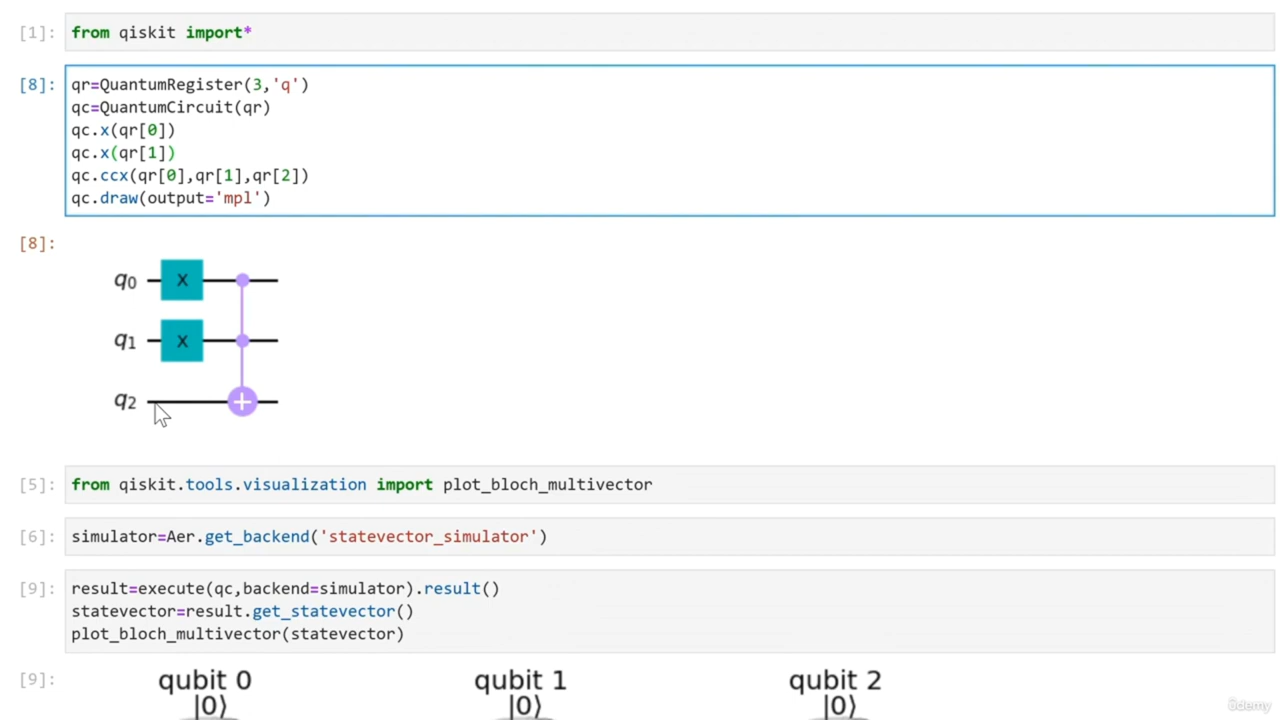 [1]: from qiskit import*
[8]: qr=QuantumRegister(3,'q')
qc=QuantumCircuit(qr)
qc.x(qr[0])
qc.x(qr[1])
qc.ccx(qr[0],qr[1],qr[2])
qc.draw(output='mpl')
[8]:
q0 X
q1 X
q2 +
[5]: from qiskit.tools.visualization import plot_bloch_multivector
[6]: simulator=Aer.get_backend('statevector_simulator')
[9]: result=execute(qc,backend=simulator).result()
statevector=result.get_statevector()
plot_bloch_multivector(statevector)
[9]: qubit 0 qubit 1 qubit 2
|0⟩ |0⟩ |0⟩
ûdemy